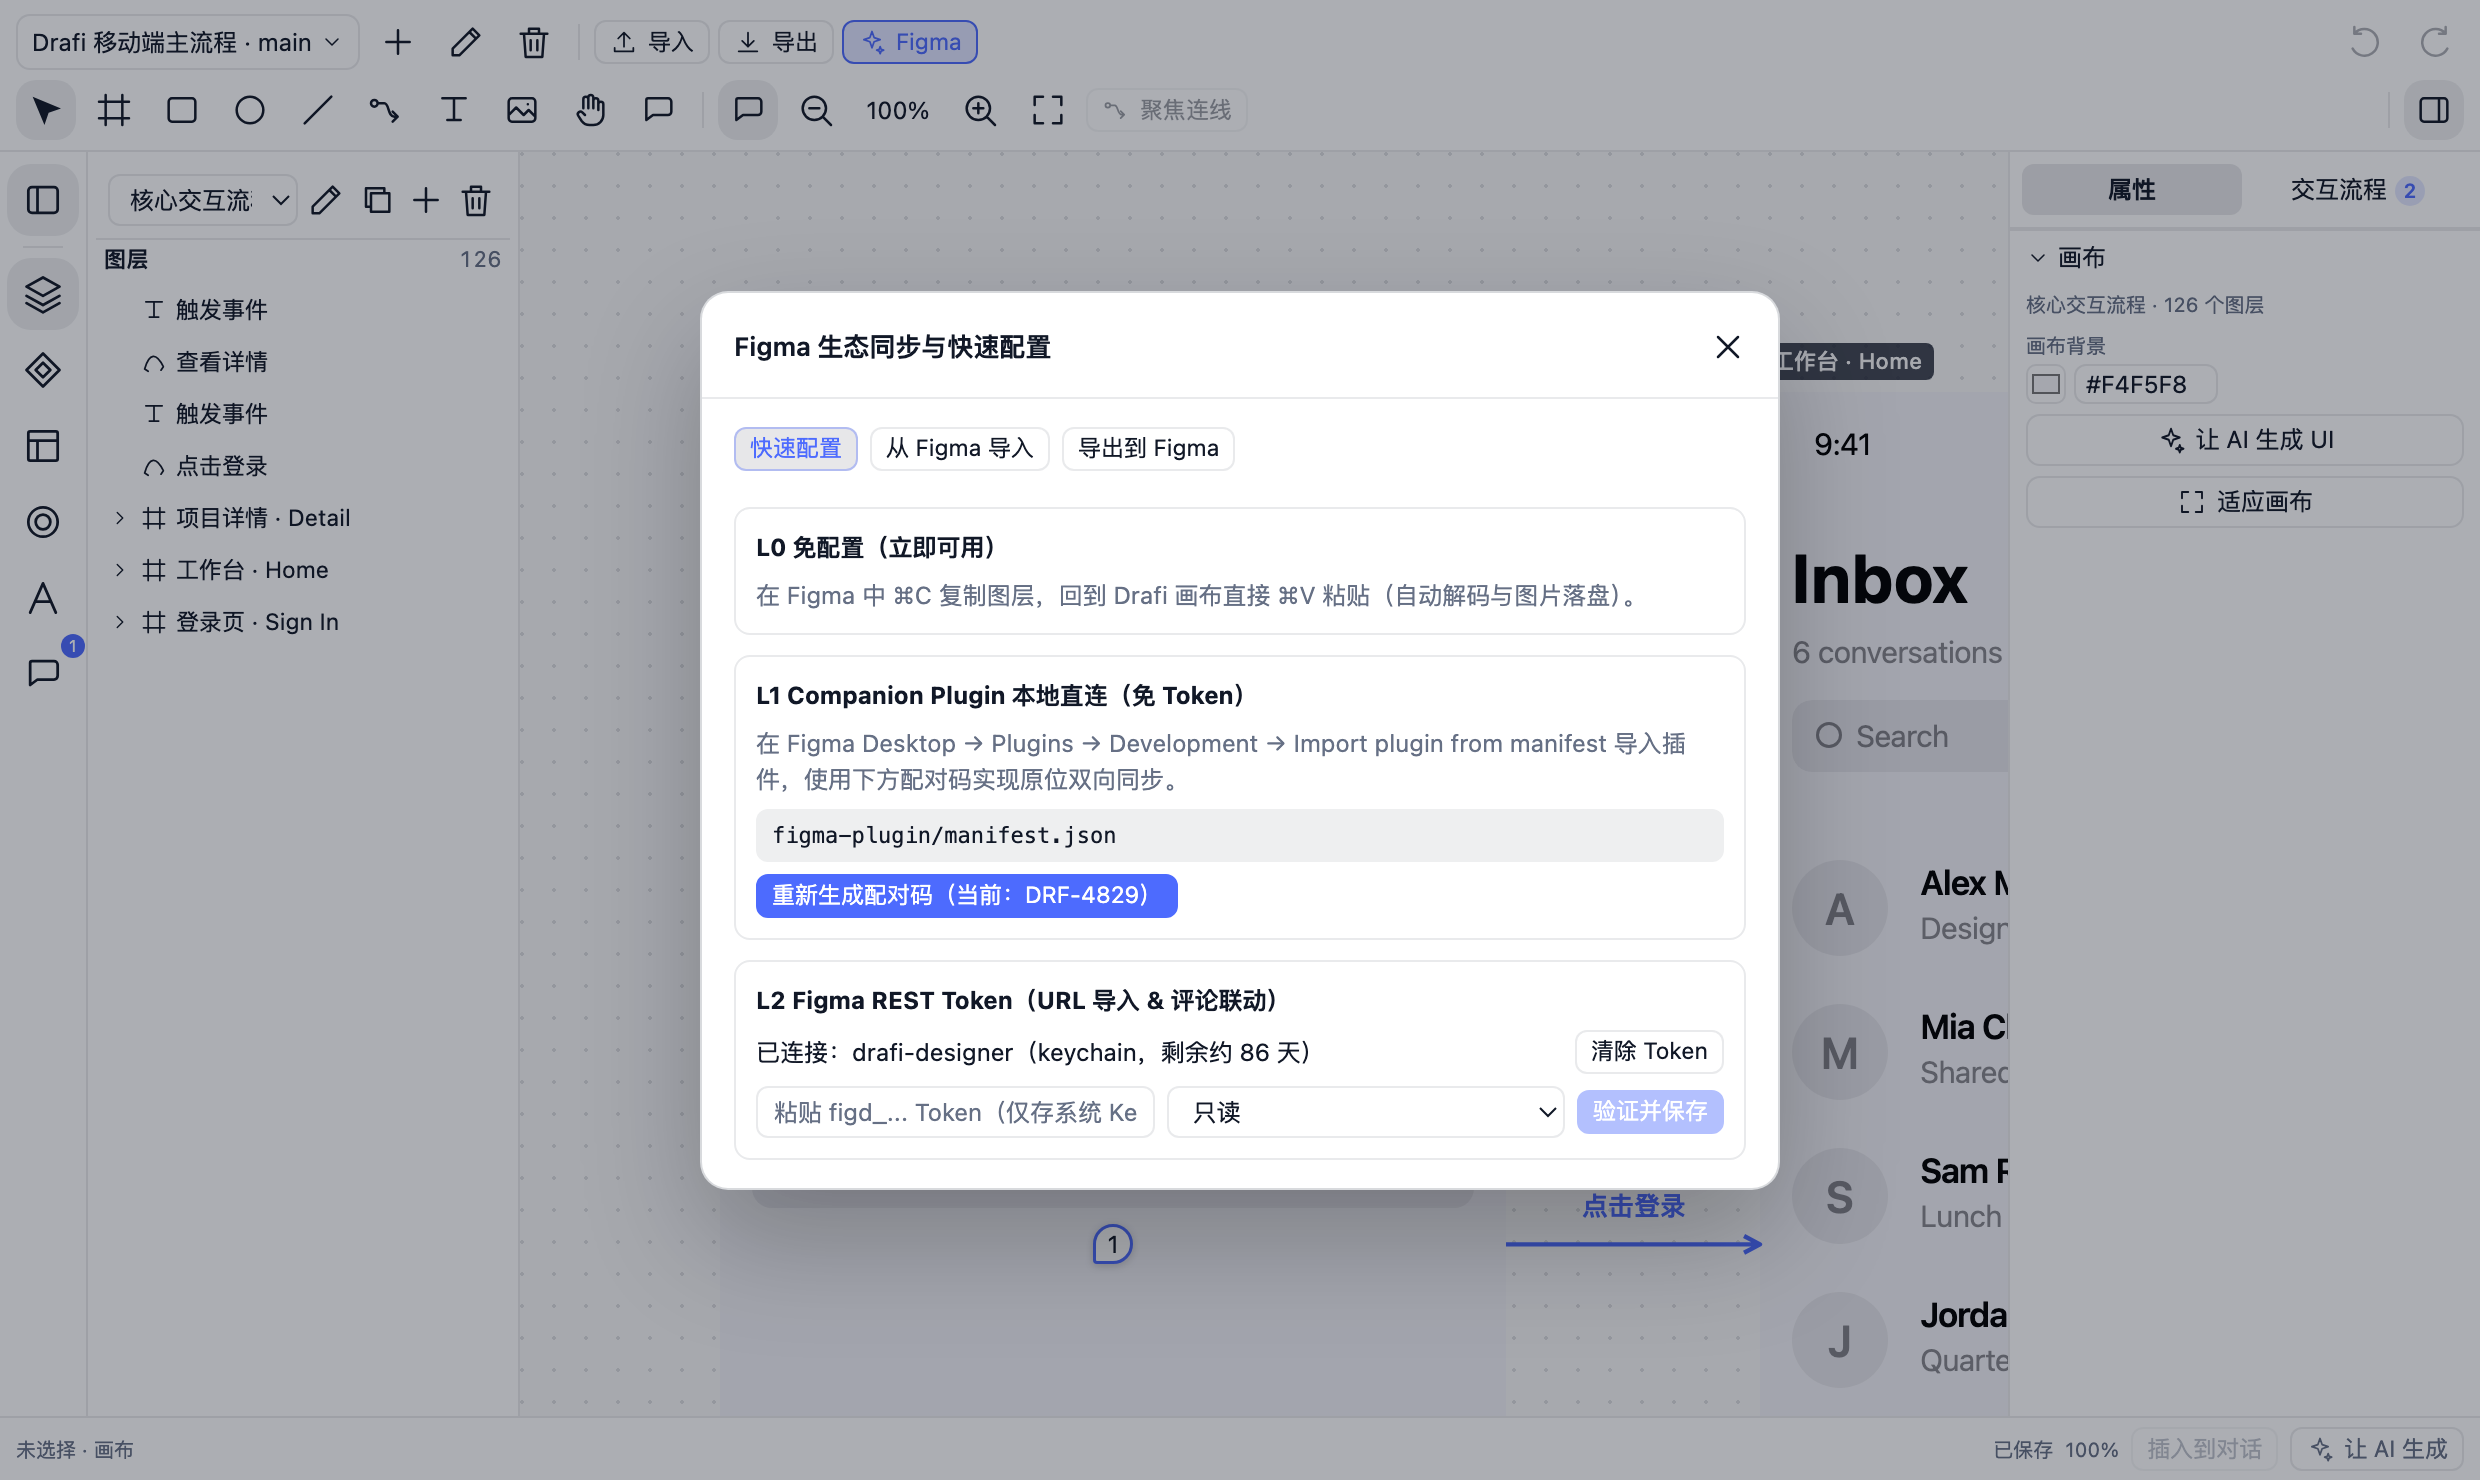 Drafi 移动端主流程 · main
导入
导出
Figma
100%
聚焦连线
核心交互流
图层
126
触发事件
查看详情
触发事件
点击登录
项目详情 · Detail
工作台 · Home
登录页 · Sign In
1
Figma 生态同步与快速配置
快速配置
从 Figma 导入
导出到 Figma
L0 免配置（立即可用）
在 Figma 中 ⌘C 复制图层，回到 Drafi 画布直接 ⌘V 粘贴（自动解码与图片落盘）。
L1 Companion Plugin 本地直连（免 Token）
在 Figma Desktop → Plugins → Development → Import plugin from manifest 导入插
件，使用下方配对码实现原位双向同步。
figma-plugin/manifest.json
重新生成配对码（当前：DRF-4829）
L2 Figma REST Token（URL 导入 & 评论联动）
已连接：drafi-designer（keychain，剩余约 86 天）
清除 Token
粘贴 figd_... Token（仅存系统 Ke
只读
验证并保存
点击登录
1
工作台 · Home
9:41
Inbox
6 conversations
Search
A
Alex M
Design
M
Mia Ch
Shared
S
Sam R
Lunch
J
Jorda
Quarte
属性
交互流程 2
画布
核心交互流程 · 126 个图层
画布背景
#F4F5F8
让 AI 生成 UI
适应画布
未选择 · 画布
已保存
100%
插入到对话
让 AI 生成